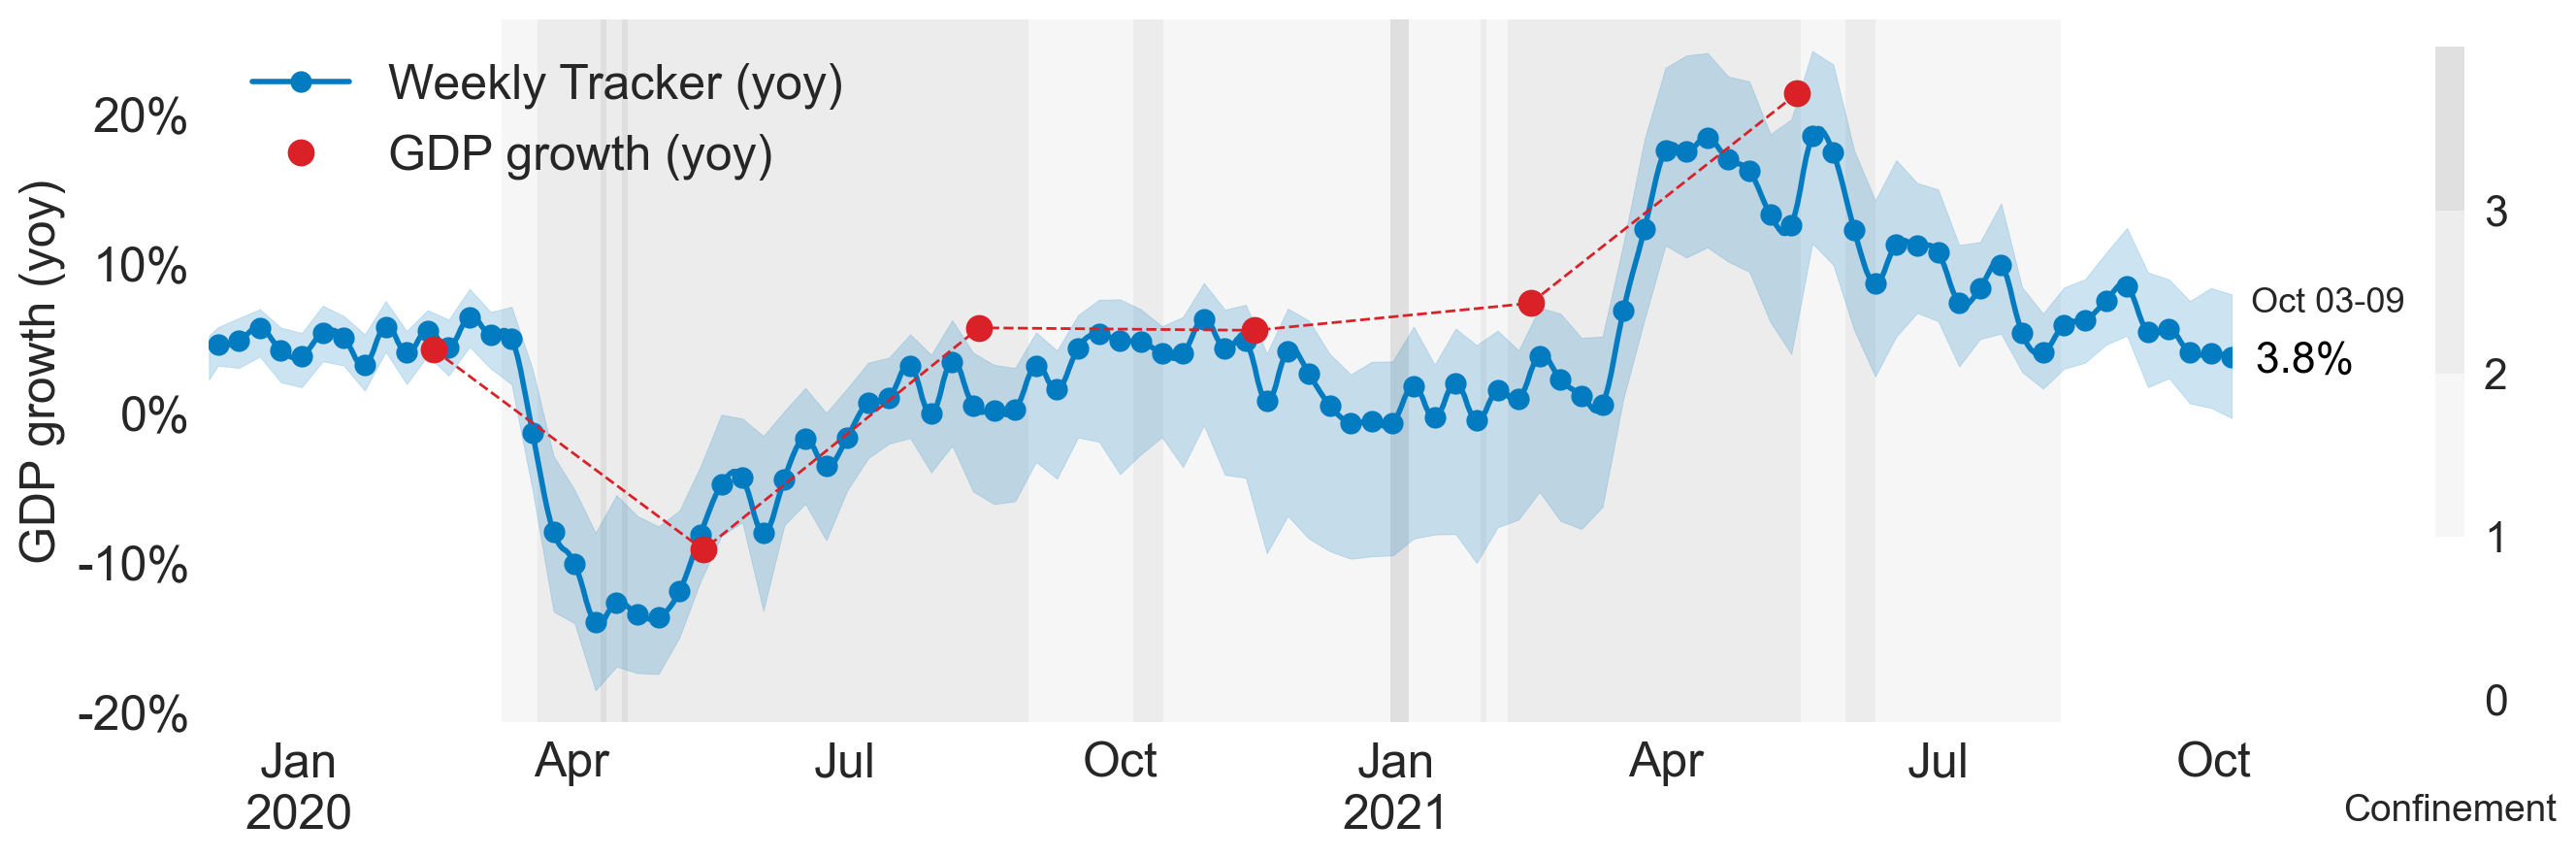 Weekly Tracker (yoy)
GDP growth (yoy)
GDP growth (yoy)
20%
10%
0%
-10%
-20%
Jan
2020
Apr
Jul
Oct
Jan
2021
Apr
Jul
Oct
Oct 03-09
3.8%
3
2
1
0
Confinement